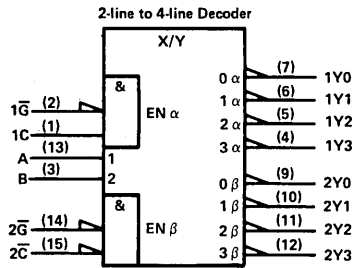 2-line to 4-line Decoder
X/Y
&
1G̅ (2)
1C (1)
EN α
A (13) 1
B (3) 2
&
2G̅ (14)
2C̅ (15)
EN β
0 α (7) 1Y0
1 α (6) 1Y1
2 α (5) 1Y2
3 α (4) 1Y3
0 β (9) 2Y0
1 β (10) 2Y1
2 β (11) 2Y2
3 β (12) 2Y3